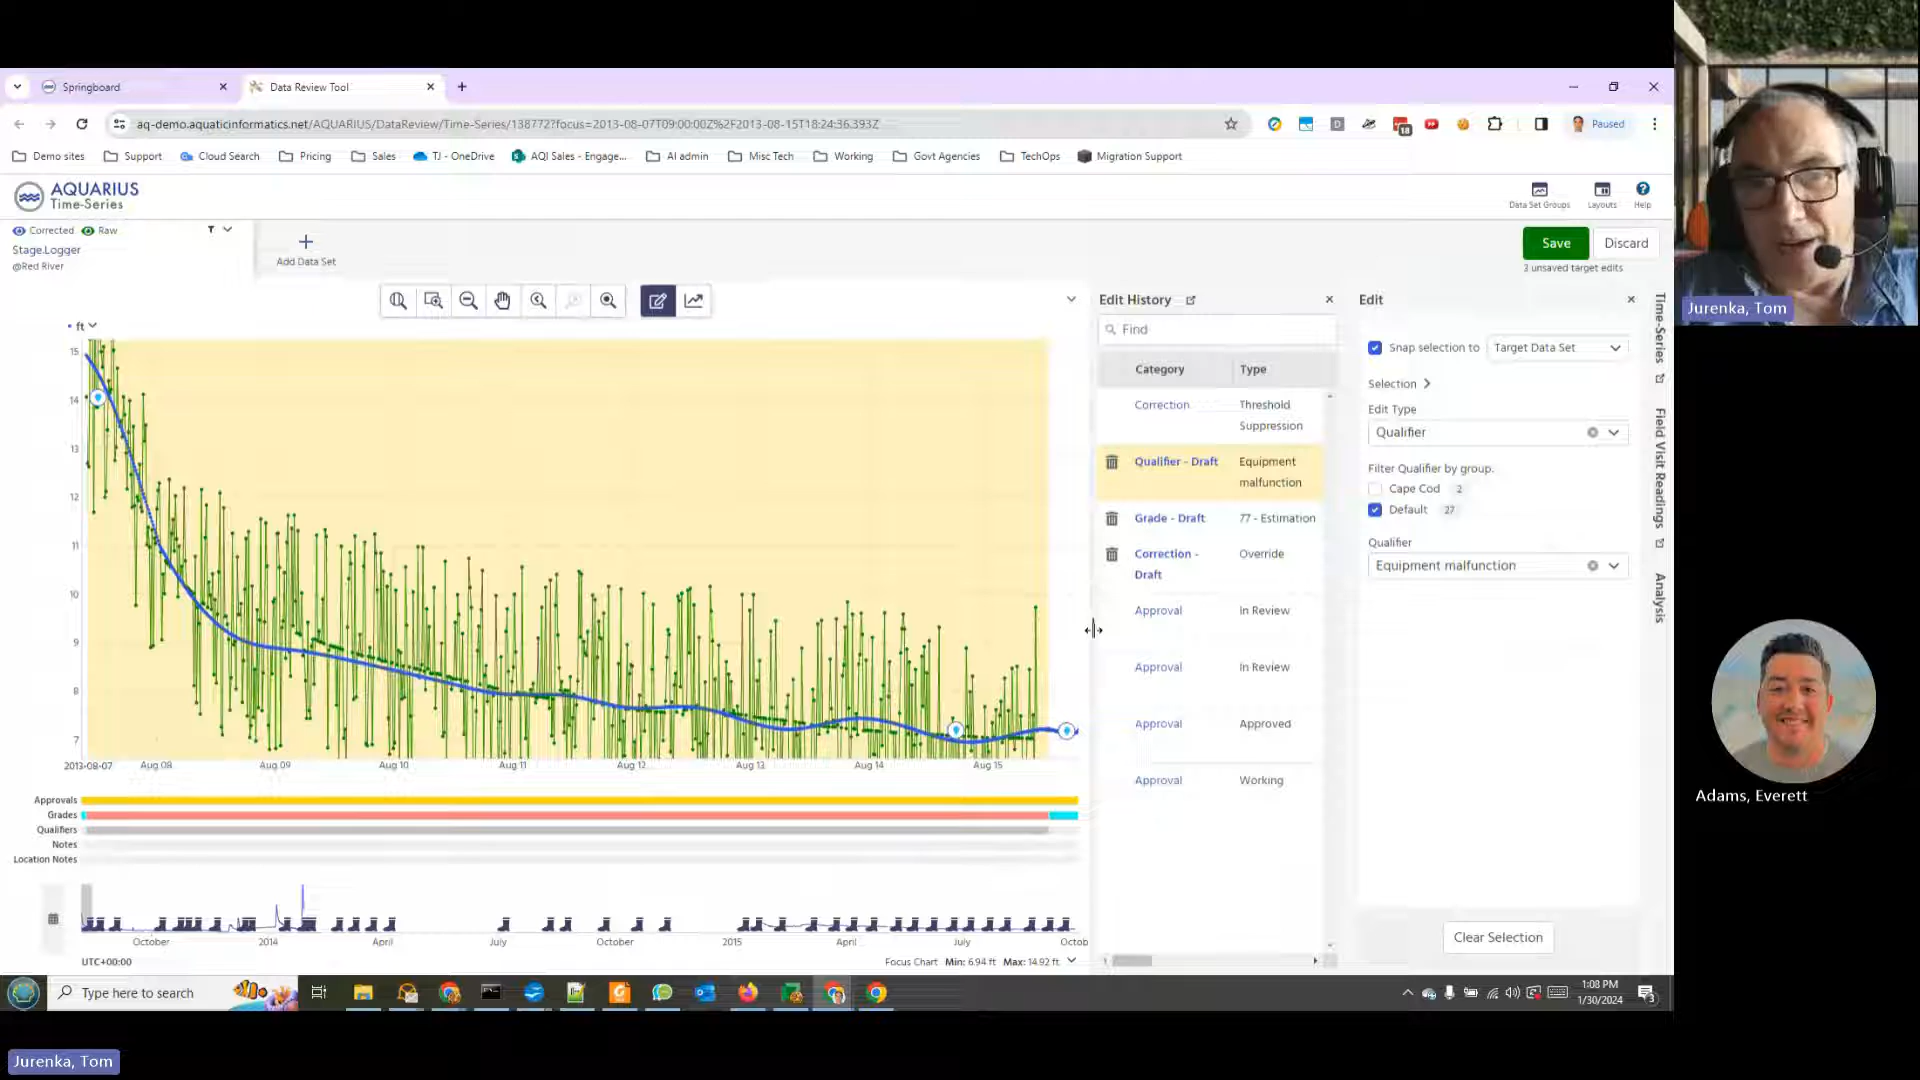 Springboard
Data Review Tool
aq-demo.aquaticinformatics.net/AQUARIUS/DataReview/Time-Series/138772?focus=2013-08-07T09:00:00Z%2F2013-08-15T18:24:36.393Z
18
D
Paused
Demo sites
Support
Cloud Search
Pricing
Sales
TJ - OneDrive
AQI Sales - Engage...
AI admin
Misc Tech
Working
Govt Agencies
TechOps
Migration Support
AQUARIUS
Time-Series
Data Set Groups
Layouts
Help
Corrected
Raw
Stage.Logger
@Red River
Add Data Set
Save
Discard
3 unsaved target edits
ft
15
14
13
12
11
10
9
8
7
2013-08-07
Aug 08
Aug 09
Aug 10
Aug 11
Aug 12
Aug 13
Aug 14
Aug 15
Approvals
Grades
Qualifiers
Notes
Location Notes
October
2014
April
July
October
2015
April
July
Octob
UTC+00:00
Focus Chart Min: 6.94 ft Max: 14.92 ft
Edit History
Find
Category
Type
Correction
Threshold
Suppression
Qualifier - Draft
Equipment
malfunction
Grade - Draft
77 - Estimation
Correction -
Draft
Override
Approval
In Review
Approval
In Review
Approval
Approved
Approval
Working
Edit
Snap selection to
Target Data Set
Selection
Edit Type
Qualifier
Filter Qualifier by group.
Cape Cod 2
Default 27
Qualifier
Equipment malfunction
Clear Selection
Time-Series
Field Visit Readings
Analysis
Type here to search
1:08 PM
1/30/2024
3
Jurenka, Tom
Adams, Everett
Jurenka, Tom